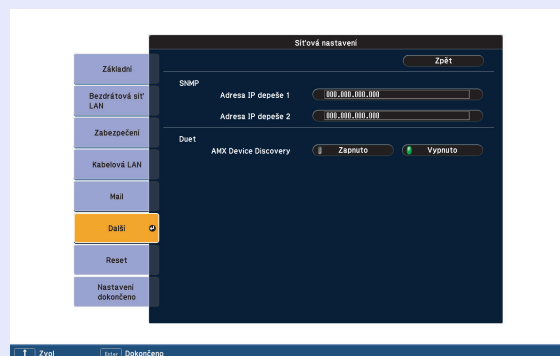 Síťová nastavení
Zpět
Základní
SNMP
Adresa IP depeše 1
000.000.000.000
Bezdrátová síť
LAN
Adresa IP depeše 2
000.000.000.000
Zabezpečení
Duet
AMX Device Discovery
Zapnuto
Vypnuto
Kabelová LAN
Mail
Další
Reset
Nastavení
dokončeno
Zvol
Enter Dokončeno